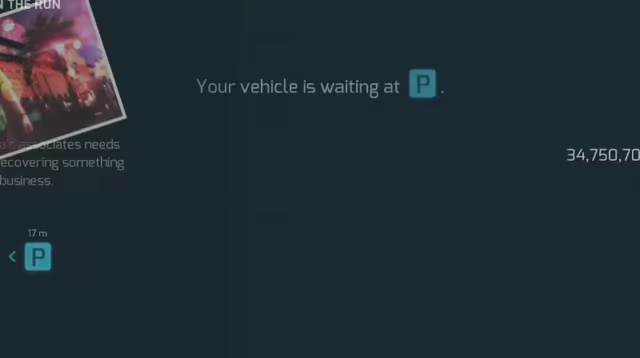 THE RUN
Your vehicle is waiting at P.
associates needs
ecovering something
34,750,70
business.
17 m
< P